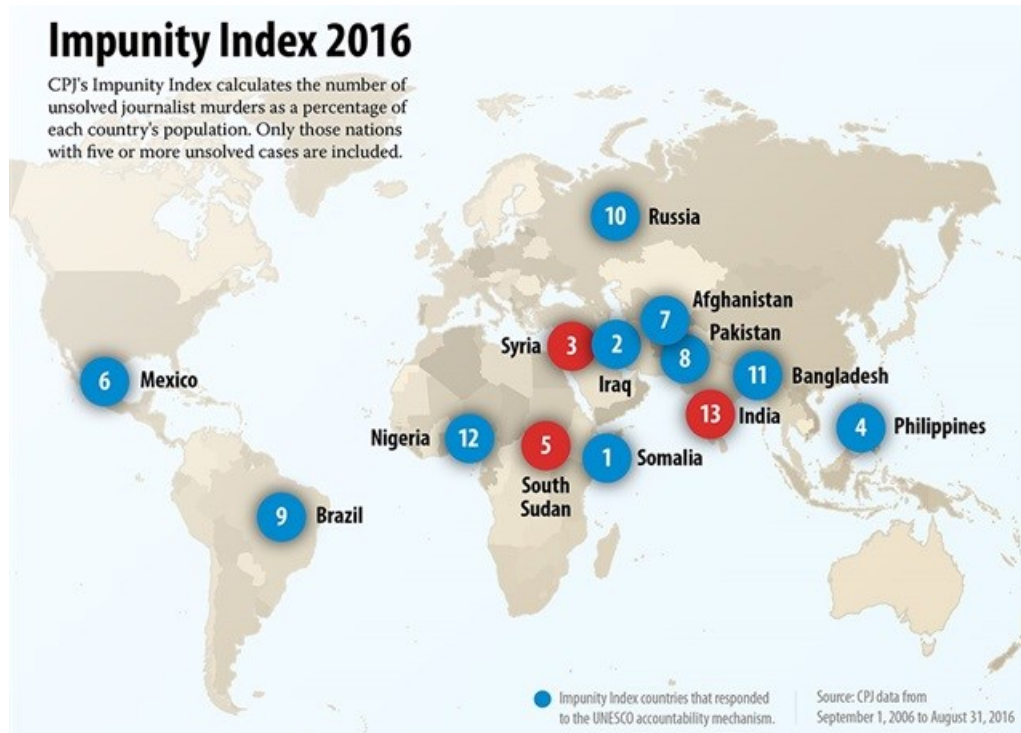 Impunity Index 2016
CPJ's Impunity Index calculates the number of
unsolved journalist murders as a percentage of
each country's population. Only those nations
with five or more unsolved cases are included.
10 Russia
7 Afghanistan
8 Pakistan
Syria 3
2 Iraq
11 Bangladesh
6 Mexico
13 India
4 Philippines
Nigeria 12
5 South
Sudan
1 Somalia
9 Brazil
Impunity Index countries that responded
to the UNESCO accountability mechanism.
Source: CPJ data from
September 1, 2006 to August 31, 2016